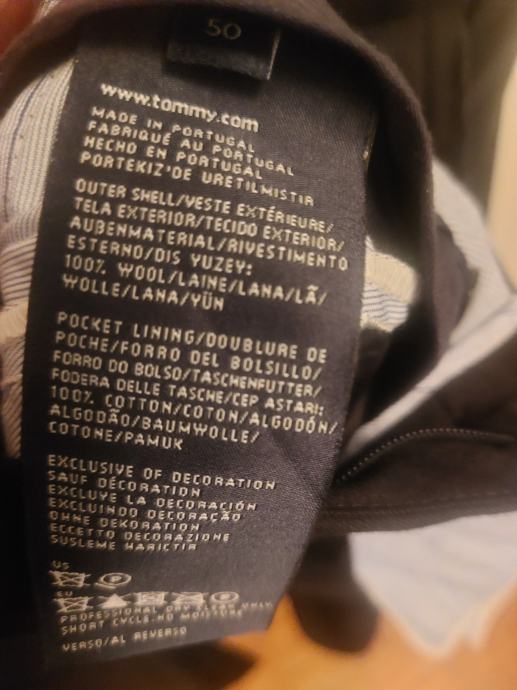 50
www.tommy.com
MADE IN PORTUGAL
FABRIQUÉ AU PORTUGAL
HECHO EN PORTUGAL
PORTEKIZ'DE URETILMISTIR
OUTER SHELL/VESTE EXTÉRIEURE/
TELA EXTERIOR/TECIDO EXTERIOR/
AUßENMATERIAL/RIVESTIMENTO
ESTERNO/DIS YUZEY:
100% WOOL/LAINE/LANA/LÃ/
WOLLE/LANA/YÜN
POCKET LINING/DOUBLURE DE
POCHE/FORRO DEL BOLSILLO/
FORRO DO BOLSO/TASCHENFUTTER/
FODERA DELLE TASCHE/CEP ASTARI:
100% COTTON/COTON/ALGODÓN/
ALGODÃO/BAUMWOLLE/
COTONE/PAMUK
EXCLUSIVE OF DECORATION
SAUF DÉCORATION
EXCLUYE LA DECORACIÓN
EXCLUINDO DECORAÇÃO
OHNE DEKORATION
ECCETTO DECORAZIONE
SUSLEME HARICTIR
US
P
EU
PROFESSIONAL DRY CLEAN ONLY
SHORT CYCLE-NO MOISTURE
VERSO/AL REVERSO